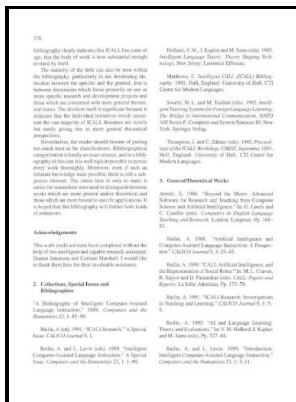 376
bibliography clearly indicates that ICALL has come of
age, that the body of work is now substantial enough
to stand by itself.
The maturity of the field can also be seen within
the bibliography, particularly in the developing dis-
tinction between the specific and the general, that is
between discussions which focus primarily on one or
more specific research and development projects and
those which are concerned with more general theoreti-
cal issues. The division itself is significant because it
indicates that the individual initiatives which consti-
tute the vast majority of ICALL literature are slowly
but surely giving rise to more general theoretical
perspectives.
Nevertheless, the reader should beware of putting
too much trust in the classifications. Bibliographical
categorization is hardly an exact science, and in a bibli-
ography of this size it is well nigh impossible to peruse
every work thoroughly. Moreover, even if such an
intimate knowledge were possible, there is still a sub-
jective element. The intent here is only to make it
easier for researchers who need to distinguish between
works which are more general and/or theoretical and
those which are more bound to specific applications. It
is hoped that this bibliography will further both kinds
of endeavors.
Acknowledgements
This work could not have been completed without the
help of two intelligent and capable research assistants:
Deanne Janzson and Corinne Marshall. I would like
to thank them here for their invaluable assistance.
2. Collections, Special Issues and
Bibliographies
"A Bibliography of Intelligent Computer-Assisted
Language Instruction." 1989. Computers and the
Humanities 23, 1: 85-90.
Bailin, A (ed). 1991. "ICALI Research." A Special
Issue. CALICO Journal 9, 1.
Bailin, A. and L. Levin (eds). 1989. "Intelligent
Computer-Assisted Language Instruction." A Special
Issue. Computers and the Humanities 23, 1: 1-90.
Holland, V. M., J. Kaplan and M. Sams (eds). 1995.
Intelligent Language Tutors: Theory Shaping Tech-
nology. New Jersey: Lawrence Erlbaum.
Matthews, C. Intelligent CALL (ICALL) Bibliog-
raphy. 1992. Hull, England: University of Hull, CTI
Centre for Modern Languages.
Swartz, M. L. and M. Yazdani (eds). 1992. Intelli-
gent Tutoring Systems for Foreign Language Learning:
The Bridge to International Communication. NATO
ASI Series F: Computer and System Sciences 80. New
York: Springer Verlag.
Thompson, J. and C. Zähner (eds). 1992. Proceed-
ings of the ICALL Workshop, UMIST, September 1991.
Hull, England: University of Hull, CTI Centre for
Modern Languages.
3. General/Theoretical Works
Atwell, E. 1986. "Beyond the Micro: Advanced
Software for Research and Teaching from Computer
Science and Artificial Intelligence." In G. Leech and
C. Candlin (eds). Computers in English Language
Teaching and Research. London: Longman, Pp. 168-
183.
Bailin, A. 1988. "Artificial Intelligence and
Computer-Assisted Language Instruction: A Perspec-
tive." CALICO Journal 5, 3: 25-45.
Bailin, A. 1990. "CALI, Artificial Intelligence, and
the Representation of Social Roles." In M. L. Craven,
R. Sinyor and D. Paramskas (eds). CALL: Papers and
Reports. La Jolla: Athelstan. Pp. 173-79.
Bailin, A. 1991. "ICALI Research: Investigations
in Teaching and Learning." CALICO Journal 9, 1: 5-
8.
Bailin, A. 1995. "AI and Language Learning:
Theory and Evaluations." In: V. M. Holland, J. Kaplan
and M. Sams (eds). Pp. 327-44.
Bailin, A. and L. Levin. 1989. "Introduction:
Intelligent Computer-Assisted Language Instruction."
Computers and the Humanities 23, 1: 3-11.